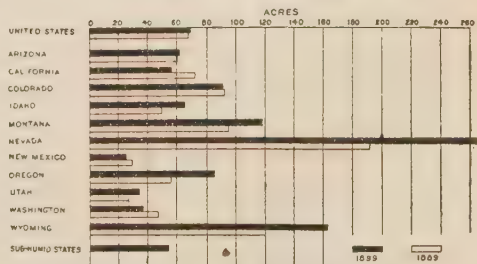 ACRES
0 20 40 60 80 100 120 140 160 180 200 220 240 260
UNITED STATES
ARIZONA
CALIFORNIA
COLORADO
IDAHO
MONTANA
NEVADA
NEW MEXICO
OREGON
UTAH
WASHINGTON
WYOMING
SUB-HUMID STATES
1899 1889